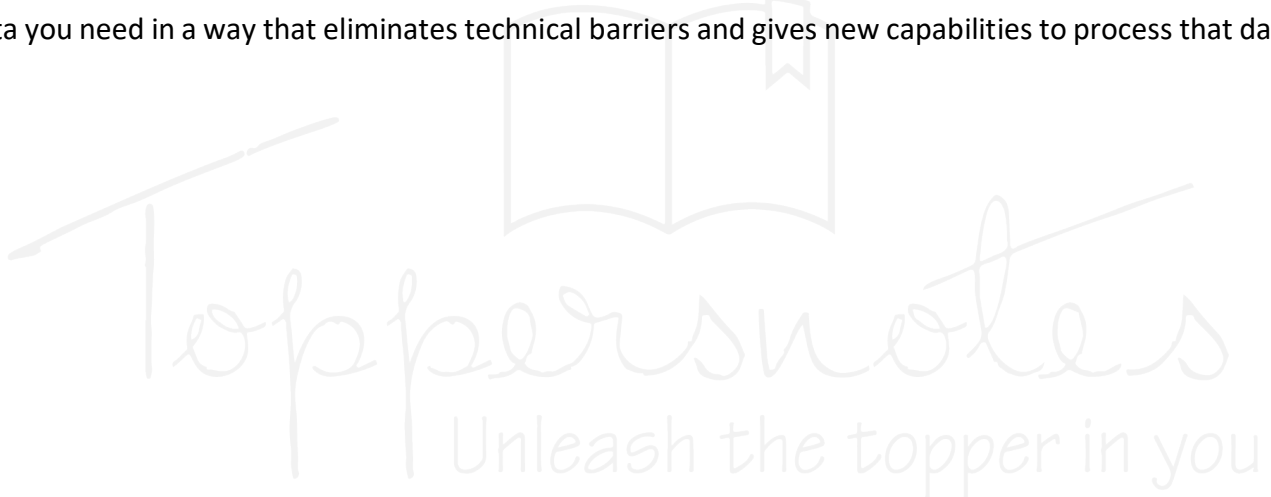 ta you need in a way that eliminates technical barriers and gives new capabilities to process that da
Toppersnotes
Unleash the topper in you